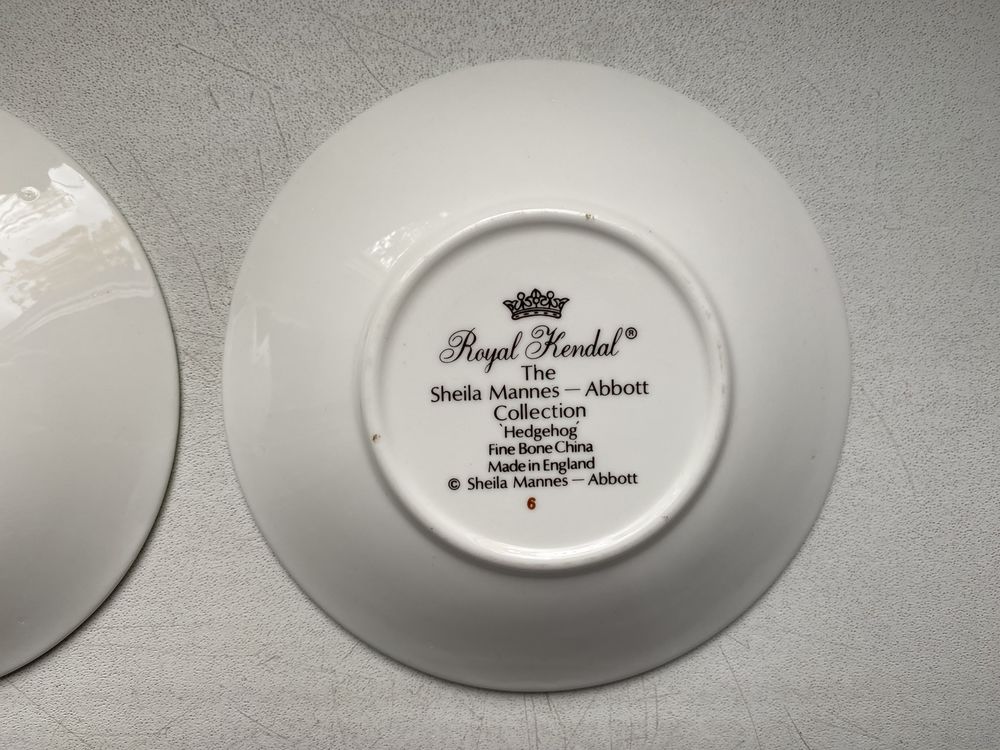 Royal Kendal®
The
Sheila Mannes — Abbott
Collection
'Hedgehog'
Fine Bone China
Made in England
© Sheila Mannes — Abbott
6